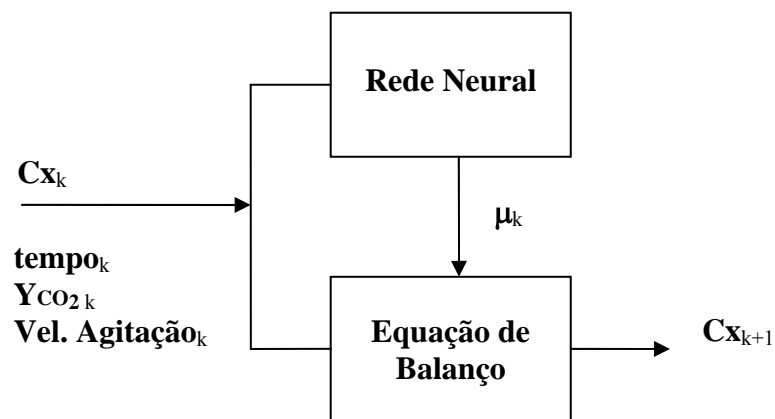 Rede Neural
Cxk
μk
tempok
YCO2 k
Vel. Agitaçãok
Equação de
Balanço
Cxk+1